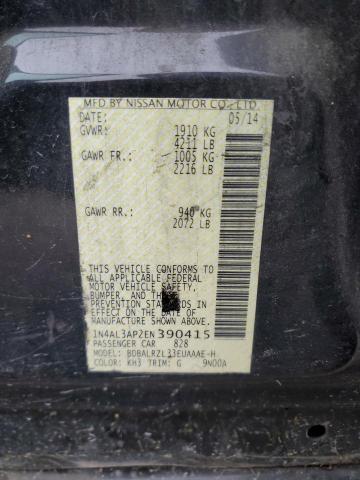 MFD BY NISSAN MOTOR CO., LTD.
DATE: 05/14
GVWR: 1910 KG
4211 LB
GAWR FR: 1005 KG
2216 LB
GAWR RR: 940 KG
2072 LB
THIS VEHICLE CONFORMS TO
ALL APPLICABLE FEDERAL
MOTOR VEHICLE SAFETY,
BUMPER, AND THEFT
PREVENTION STANDARDS IN
EFFECT ON THE DATE OF
MANUFACTURE SHOWN ABOVE.
1N4AL3AP2EN390415
PASSENGER CAR 828
MODEL: BDBALRZL33EUAAAE-H
COLOR: KH3 TRIM: G 9N00A